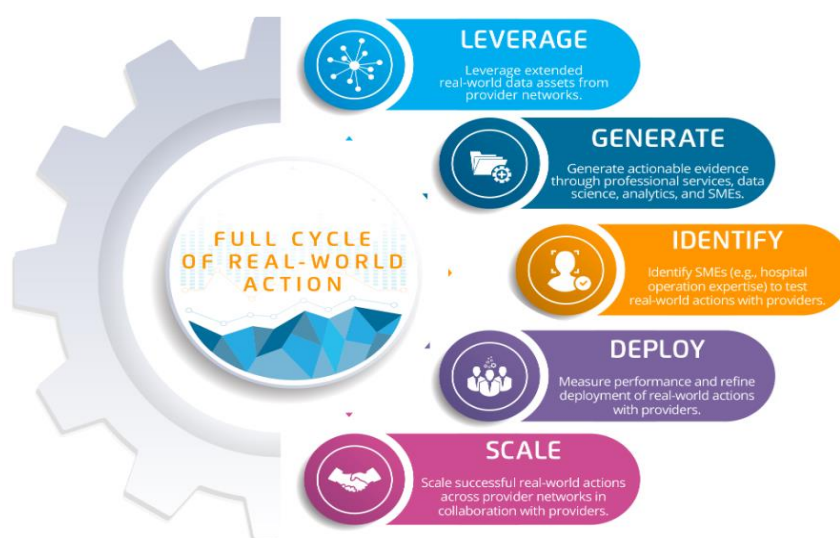 FULL CYCLE
OF REAL-WORLD
ACTION
LEVERAGE
Leverage extended
real-world data assets from
provider networks.
GENERATE
Generate actionable evidence
through professional services, data
science, analytics, and SMEs.
IDENTIFY
Identify SMEs (e.g., hospital
operation expertise) to test
real-world actions with providers.
DEPLOY
Measure performance and refine
deployment of real-world actions
with providers.
SCALE
Scale successful real-world actions
across provider networks in
collaboration with providers.